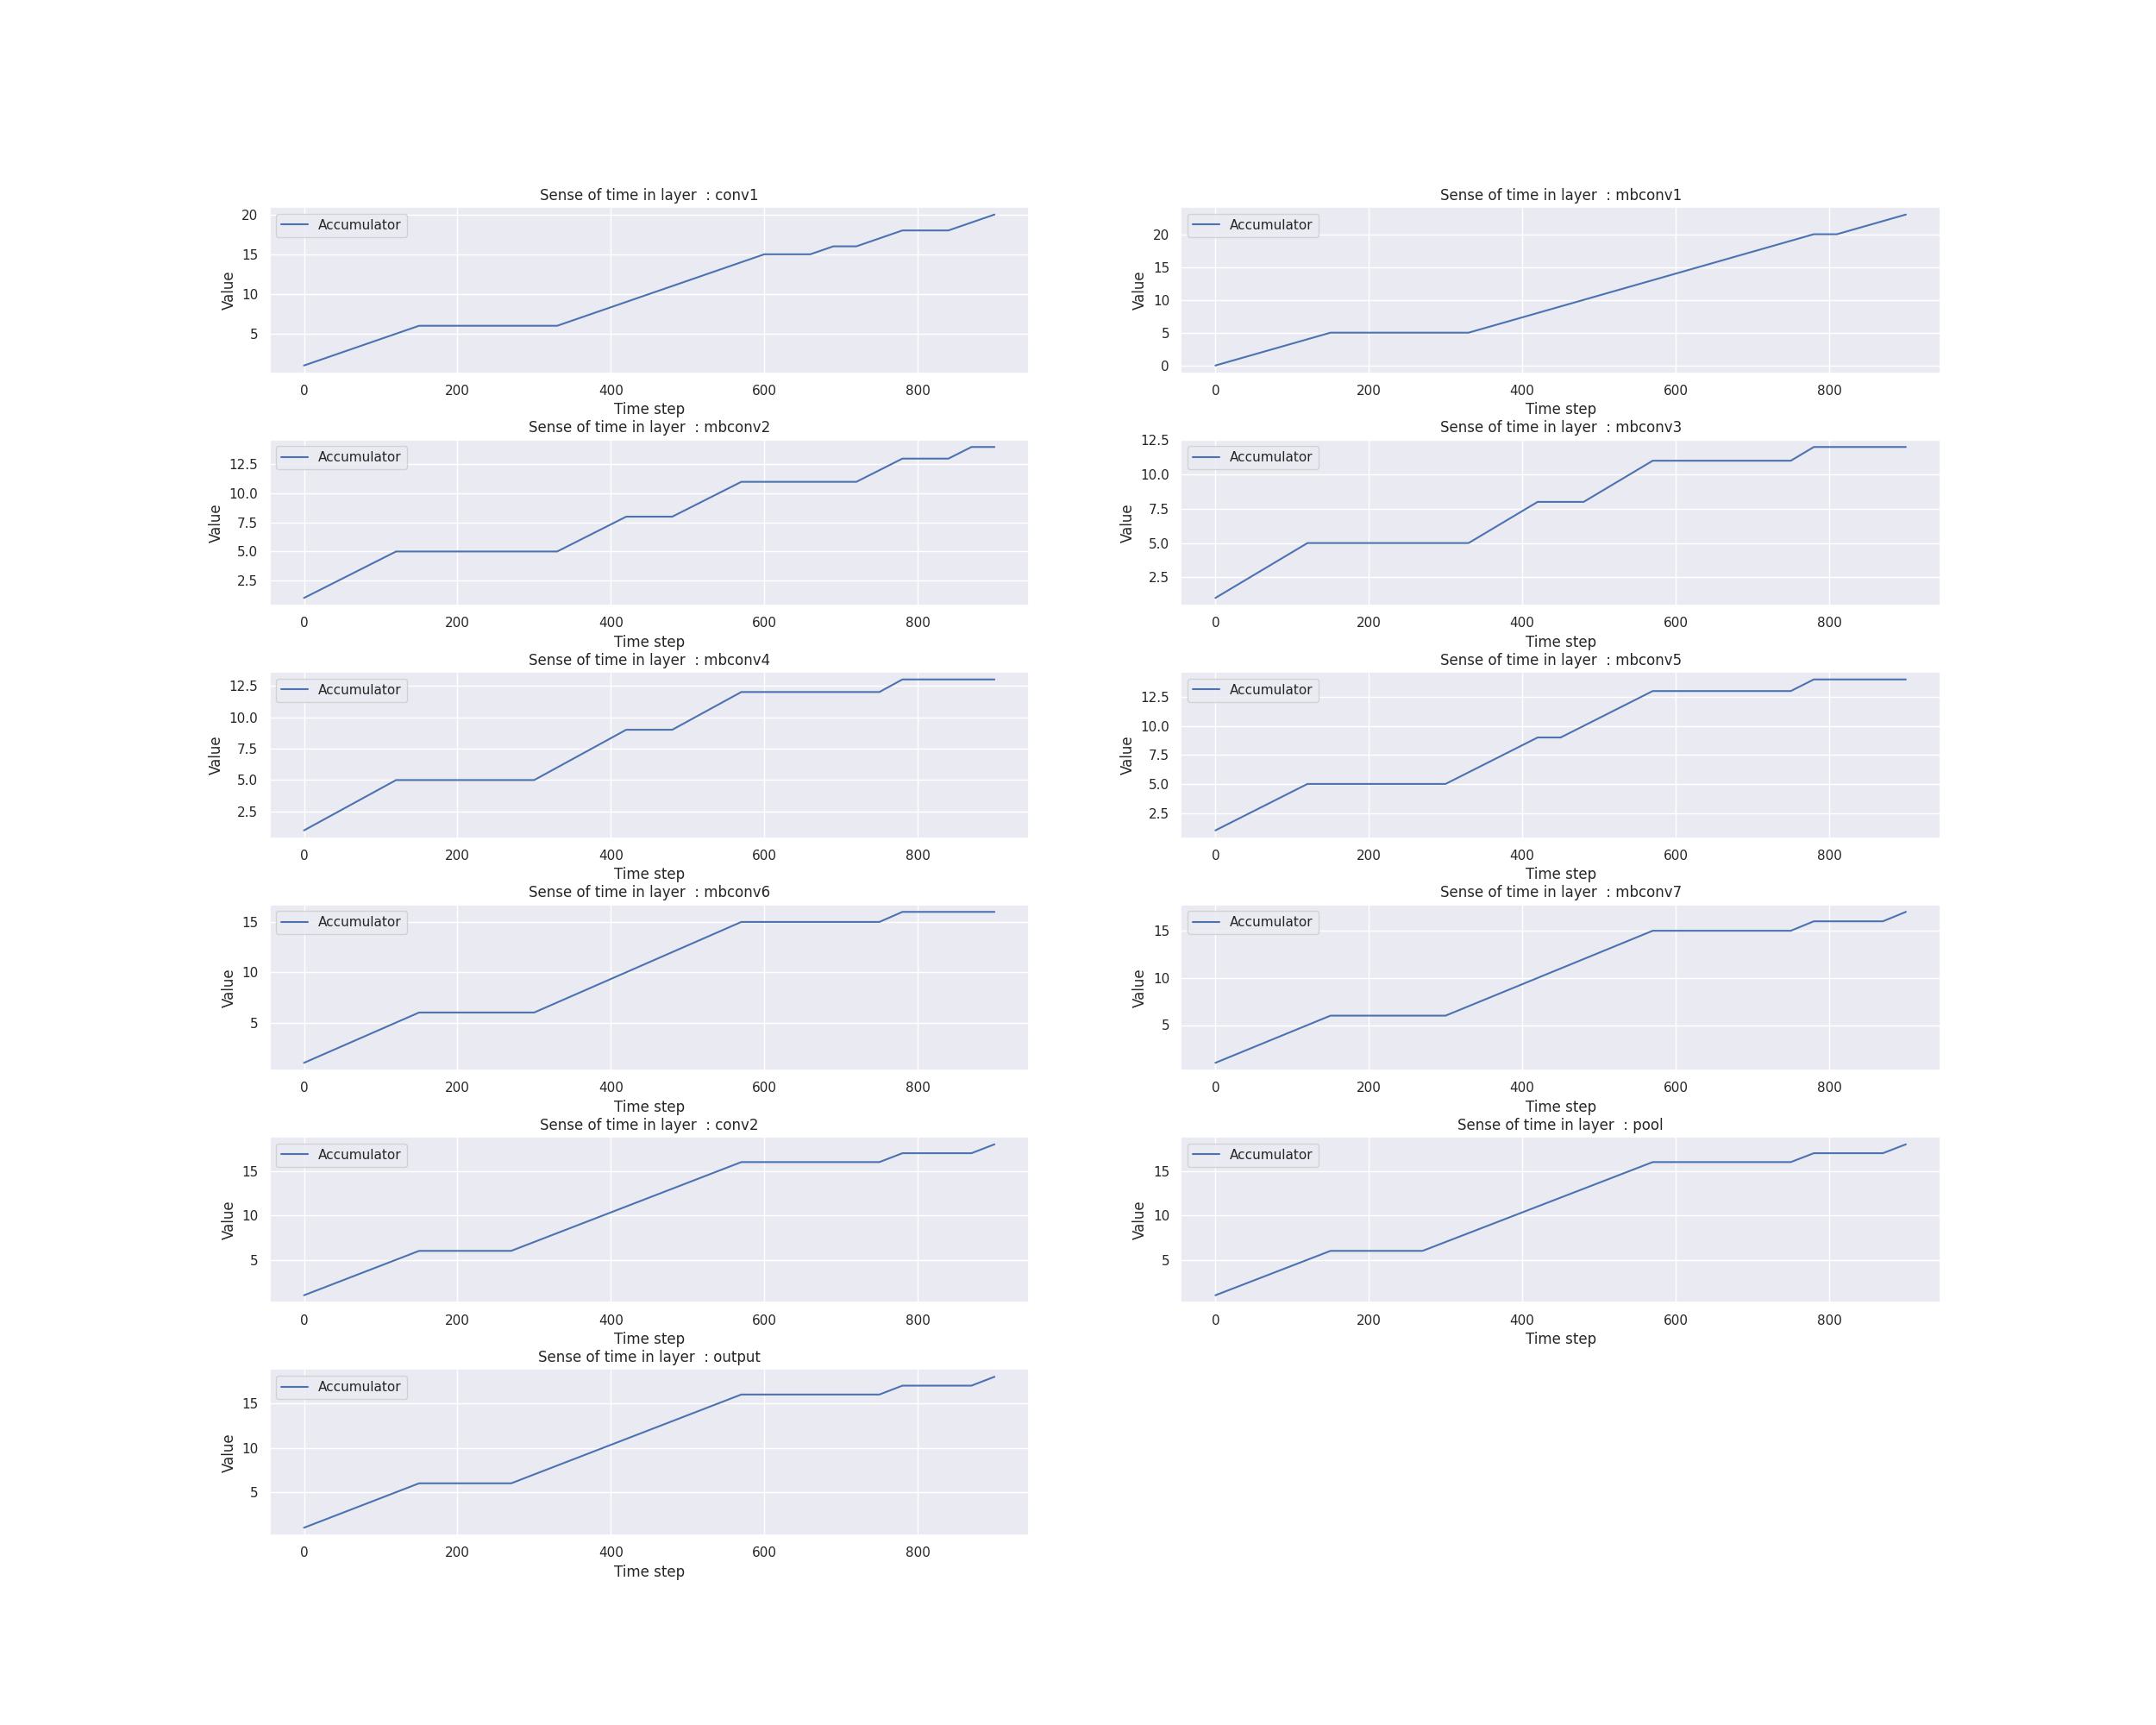 Sense of time in layer  : conv1
Accumulator
Value
20
15
10
5
0 200 400 600 800
Time step
Sense of time in layer  : mbconv1
Accumulator
Value
20
15
10
5
0
0 200 400 600 800
Time step
Sense of time in layer  : mbconv2
Accumulator
Value
12.5
10.0
7.5
5.0
2.5
0 200 400 600 800
Time step
Sense of time in layer  : mbconv3
Accumulator
Value
12.5
10.0
7.5
5.0
2.5
0 200 400 600 800
Time step
Sense of time in layer  : mbconv4
Accumulator
Value
12.5
10.0
7.5
5.0
2.5
0 200 400 600 800
Time step
Sense of time in layer  : mbconv5
Accumulator
Value
12.5
10.0
7.5
5.0
2.5
0 200 400 600 800
Time step
Sense of time in layer  : mbconv6
Accumulator
Value
15
10
5
0 200 400 600 800
Time step
Sense of time in layer  : mbconv7
Accumulator
Value
15
10
5
0 200 400 600 800
Time step
Sense of time in layer  : conv2
Accumulator
Value
15
10
5
0 200 400 600 800
Time step
Sense of time in layer  : pool
Accumulator
Value
15
10
5
0 200 400 600 800
Time step
Sense of time in layer  : output
Accumulator
Value
15
10
5
0 200 400 600 800
Time step